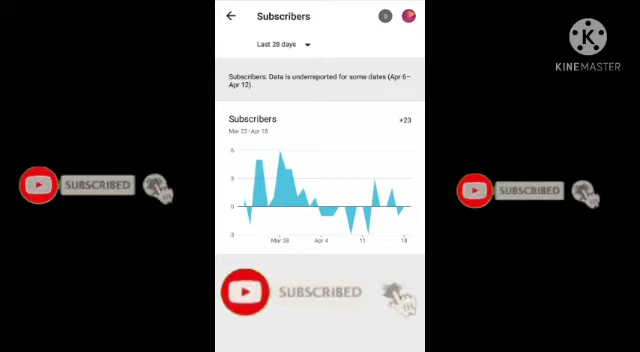 Subscribers
0
Last 28 days
Subscribers: Data is underreported for some dates (Apr 6–
Apr 12).
Subscribers
+23
Mar 22–Apr 18
6
3
0
-3
Mar 28
Apr 4
11
18
SUBSCRIBED
SUBSCRIBED
SUBSCRIBED
K
KINEMASTER